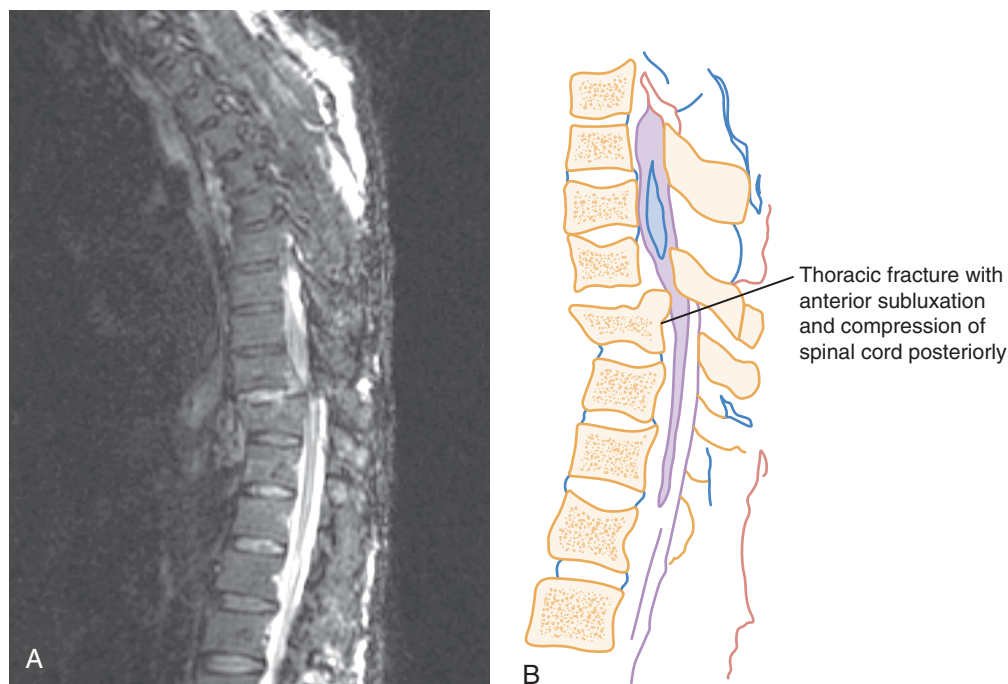 A
B
Thoracic fracture with
anterior subluxation
and compression of
spinal cord posteriorly